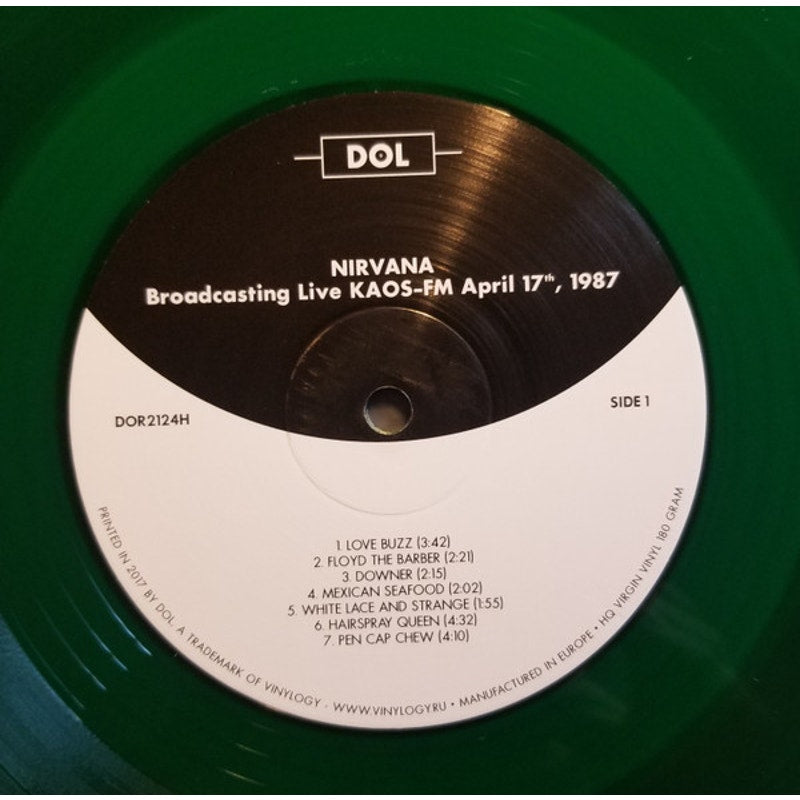 DOL
NIRVANA
Broadcasting Live KAOS-FM April 17th, 1987
DOR2124H
SIDE 1
1. LOVE BUZZ (3:42)
2. FLOYD THE BARBER (2:21)
3. DOWNER (2:15)
4. MEXICAN SEAFOOD (2:02)
5. WHITE LACE AND STRANGE (1:55)
6. HAIRSPRAY QUEEN (4:32)
7. PEN CAP CHEW (4:10)
PRINTED IN 2017 BY DOL, A TRADEMARK OF VINYLOGY - WWW.VINYLOGY.RU • MANUFACTURED IN EUROPE • HQ VIRGIN VINYL 180 GRAM